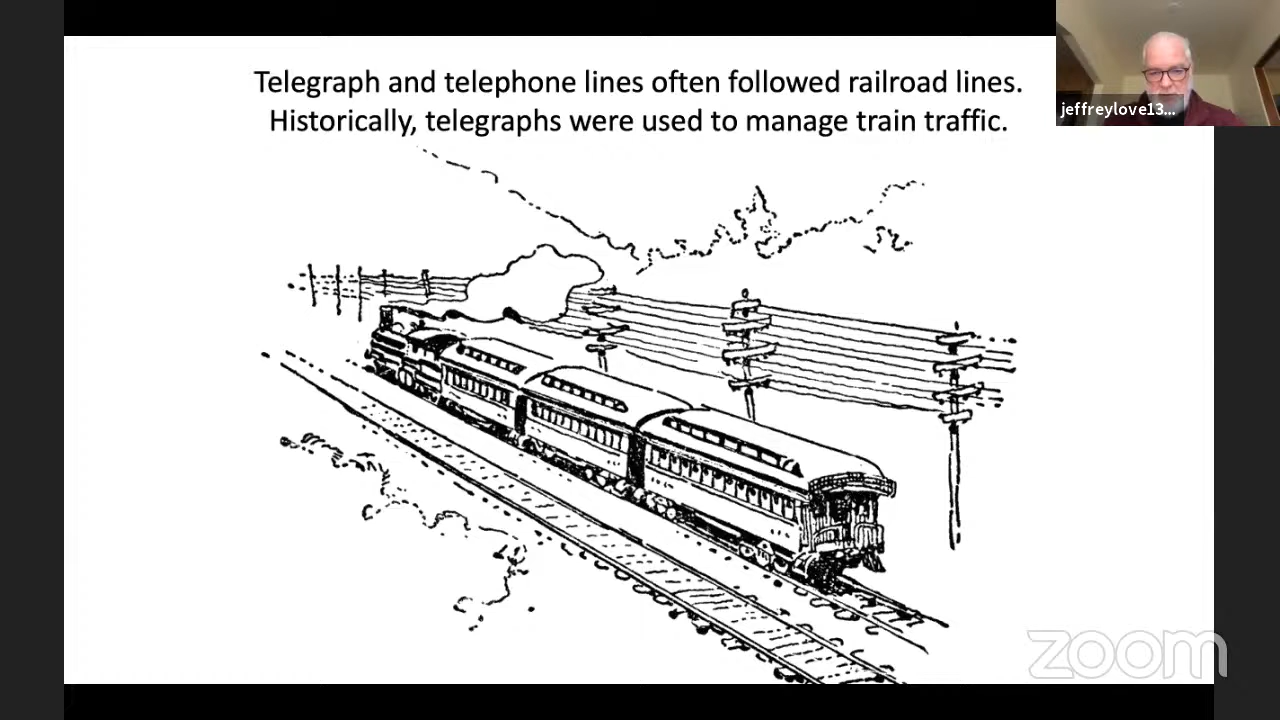 Telegraph and telephone lines often followed railroad lines.
Historically, telegraphs were used to manage train traffic.
jeffreylove13...
zoom